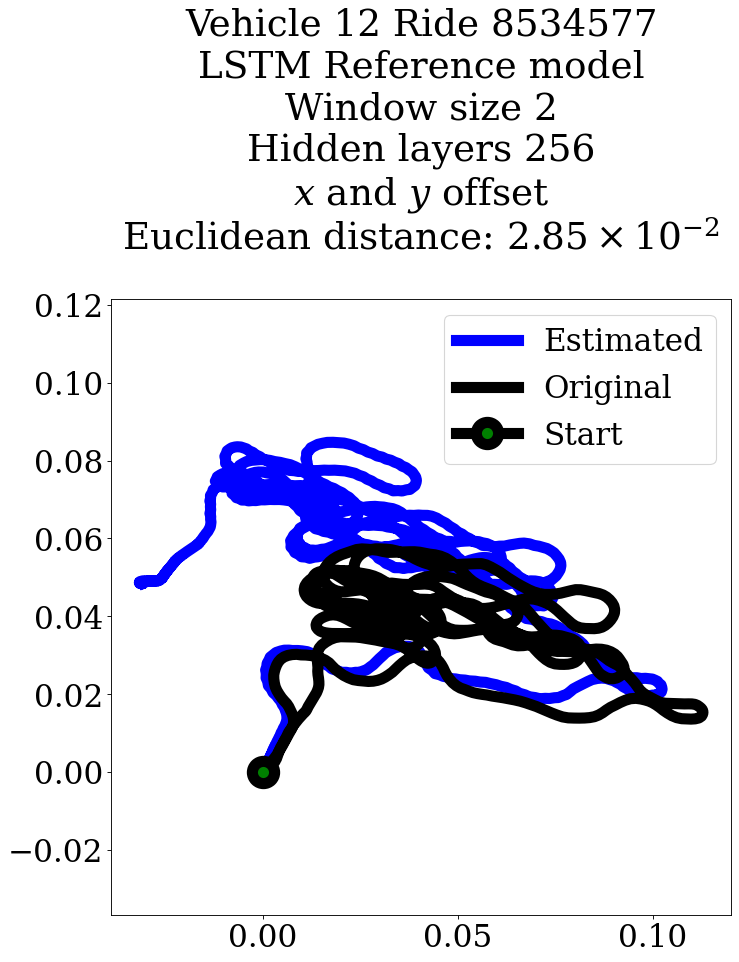 Vehicle 12 Ride 8534577
LSTM Reference model
Window size 2
Hidden layers 256
x and y offset
Euclidean distance: 2.85 × 10⁻²
0.12
0.10
0.08
0.06
0.04
0.02
0.00
−0.02
Estimated
Original
Start
0.00 0.05 0.10